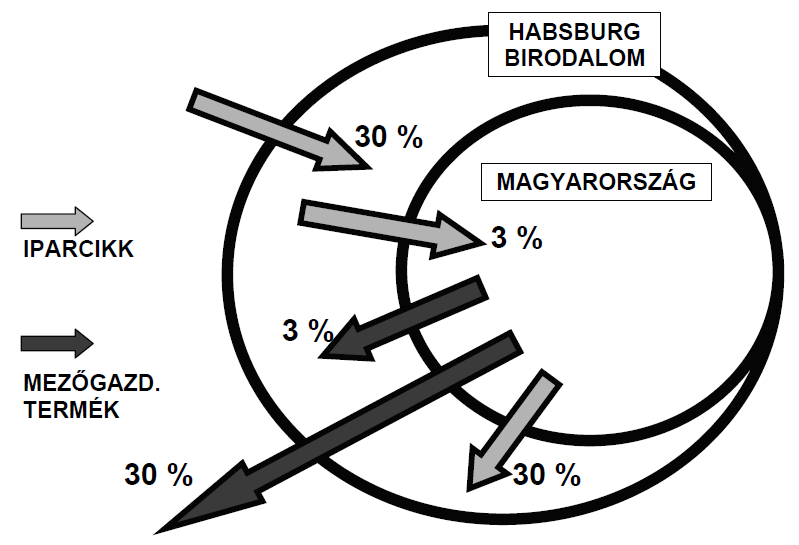 HABSBURG
BIRODALOM
30 %
MAGYARORSZÁG
IPARCIKK
3 %
3 %
MEZŐGAZD.
TERMÉK
30 %
30 %